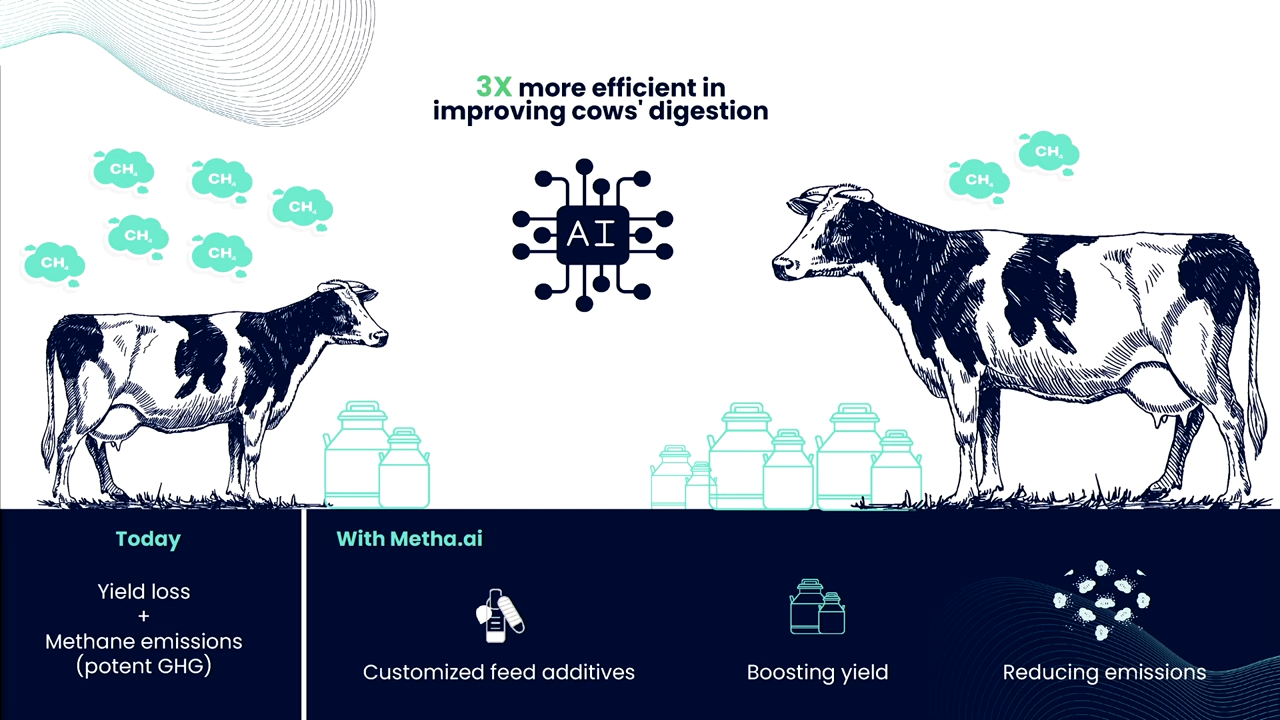 3X more efficient in
improving cows' digestion
CH₄
CH₄
CH₄
CH₄
CH₄
CH₄
AI
CH₄
CH₄
Today
Yield loss
+
Methane emissions
(potent GHG)
With Metha.ai
Customized feed additives
Boosting yield
Reducing emissions